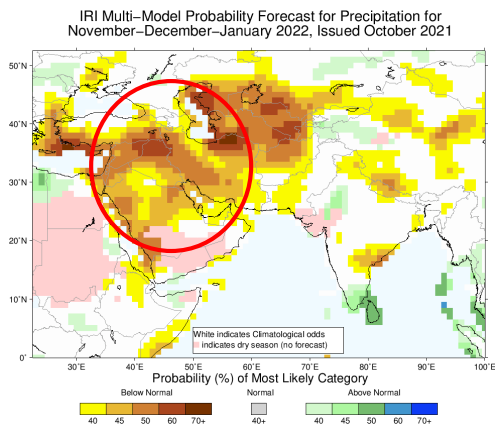 IRI Multi-Model Probability Forecast for Precipitation for
November-December-January 2022, Issued October 2021
50˚N
40˚N
30˚N
20˚N
10˚N
0˚
30˚E
40˚E
50˚E
60˚E
70˚E
80˚E
90˚E
100˚E
White indicates Climatological odds
indicates dry season (no forecast)
Probability (%) of Most Likely Category
Below Normal
Normal
Above Normal
40 45 50 60 70+
40+
40 45 50 60 70+